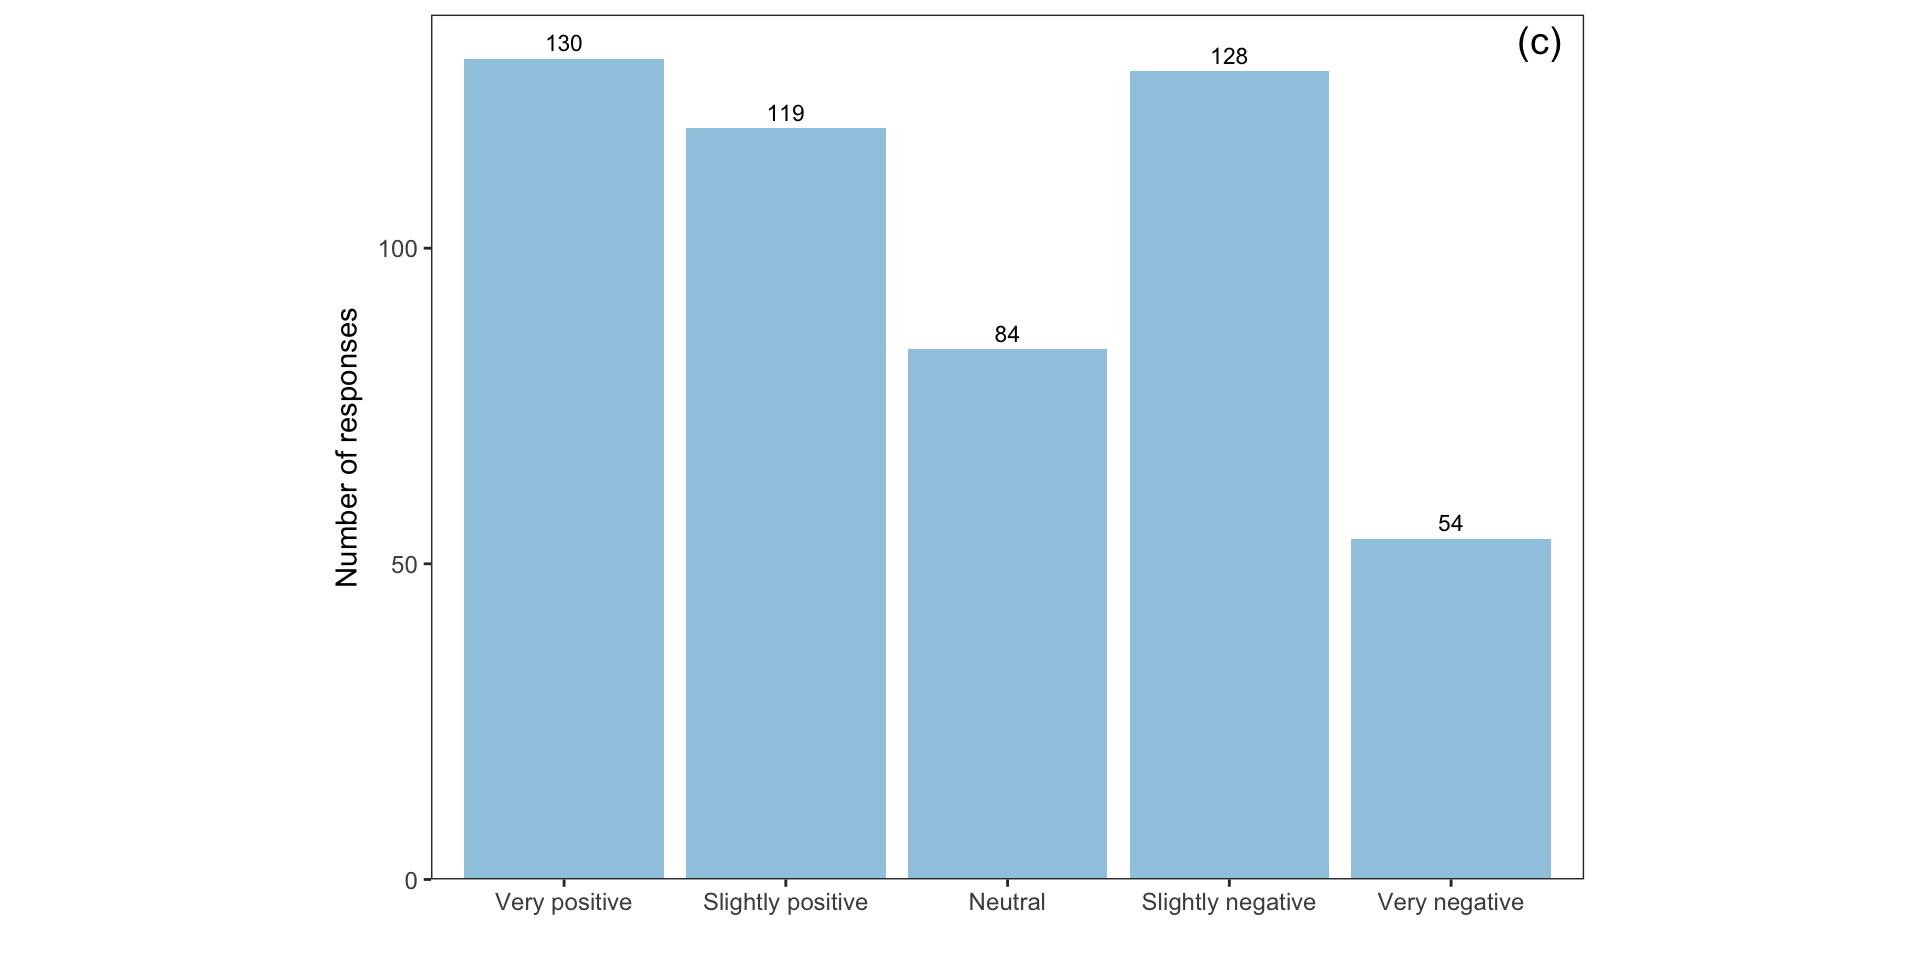 (c)
130
119
84
128
54
Number of responses
100
50
0
Very positive
Slightly positive
Neutral
Slightly negative
Very negative